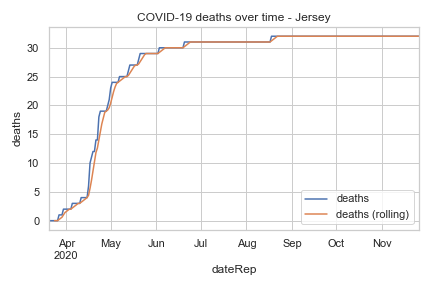 COVID-19 deaths over time - Jersey
deaths
30
25
20
15
10
5
0
deaths
deaths (rolling)
Apr May Jun Jul Aug Sep Oct Nov
2020
dateRep